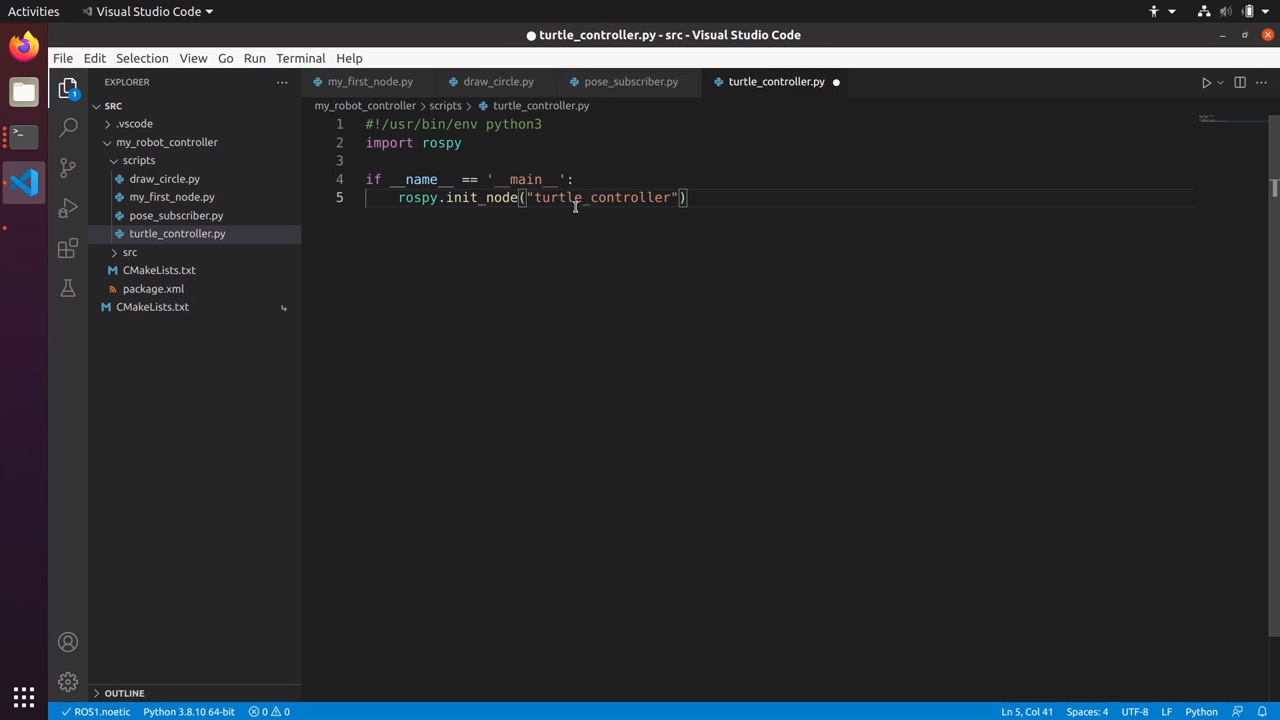 Activities
Visual Studio Code
turtle_controller.py - src - Visual Studio Code
File Edit Selection View Go Run Terminal Help
1
EXPLORER
my_first_node.py
draw_circle.py
pose_subscriber.py
turtle_controller.py
SRC
my_robot_controller > scripts > turtle_controller.py
.vscode
my_robot_controller
scripts
draw_circle.py
my_first_node.py
pose_subscriber.py
turtle_controller.py
src
CMakeLists.txt
package.xml
CMakeLists.txt
1 #!/usr/bin/env python3
2 import rospy
3
4 if __name__ == '__main__':
5 rospy.init_node("turtle_controller")
OUTLINE
ROS1.noetic Python 3.8.10 64-bit 0 0 Ln 5, Col 41 Spaces: 4 UTF-8 LF Python